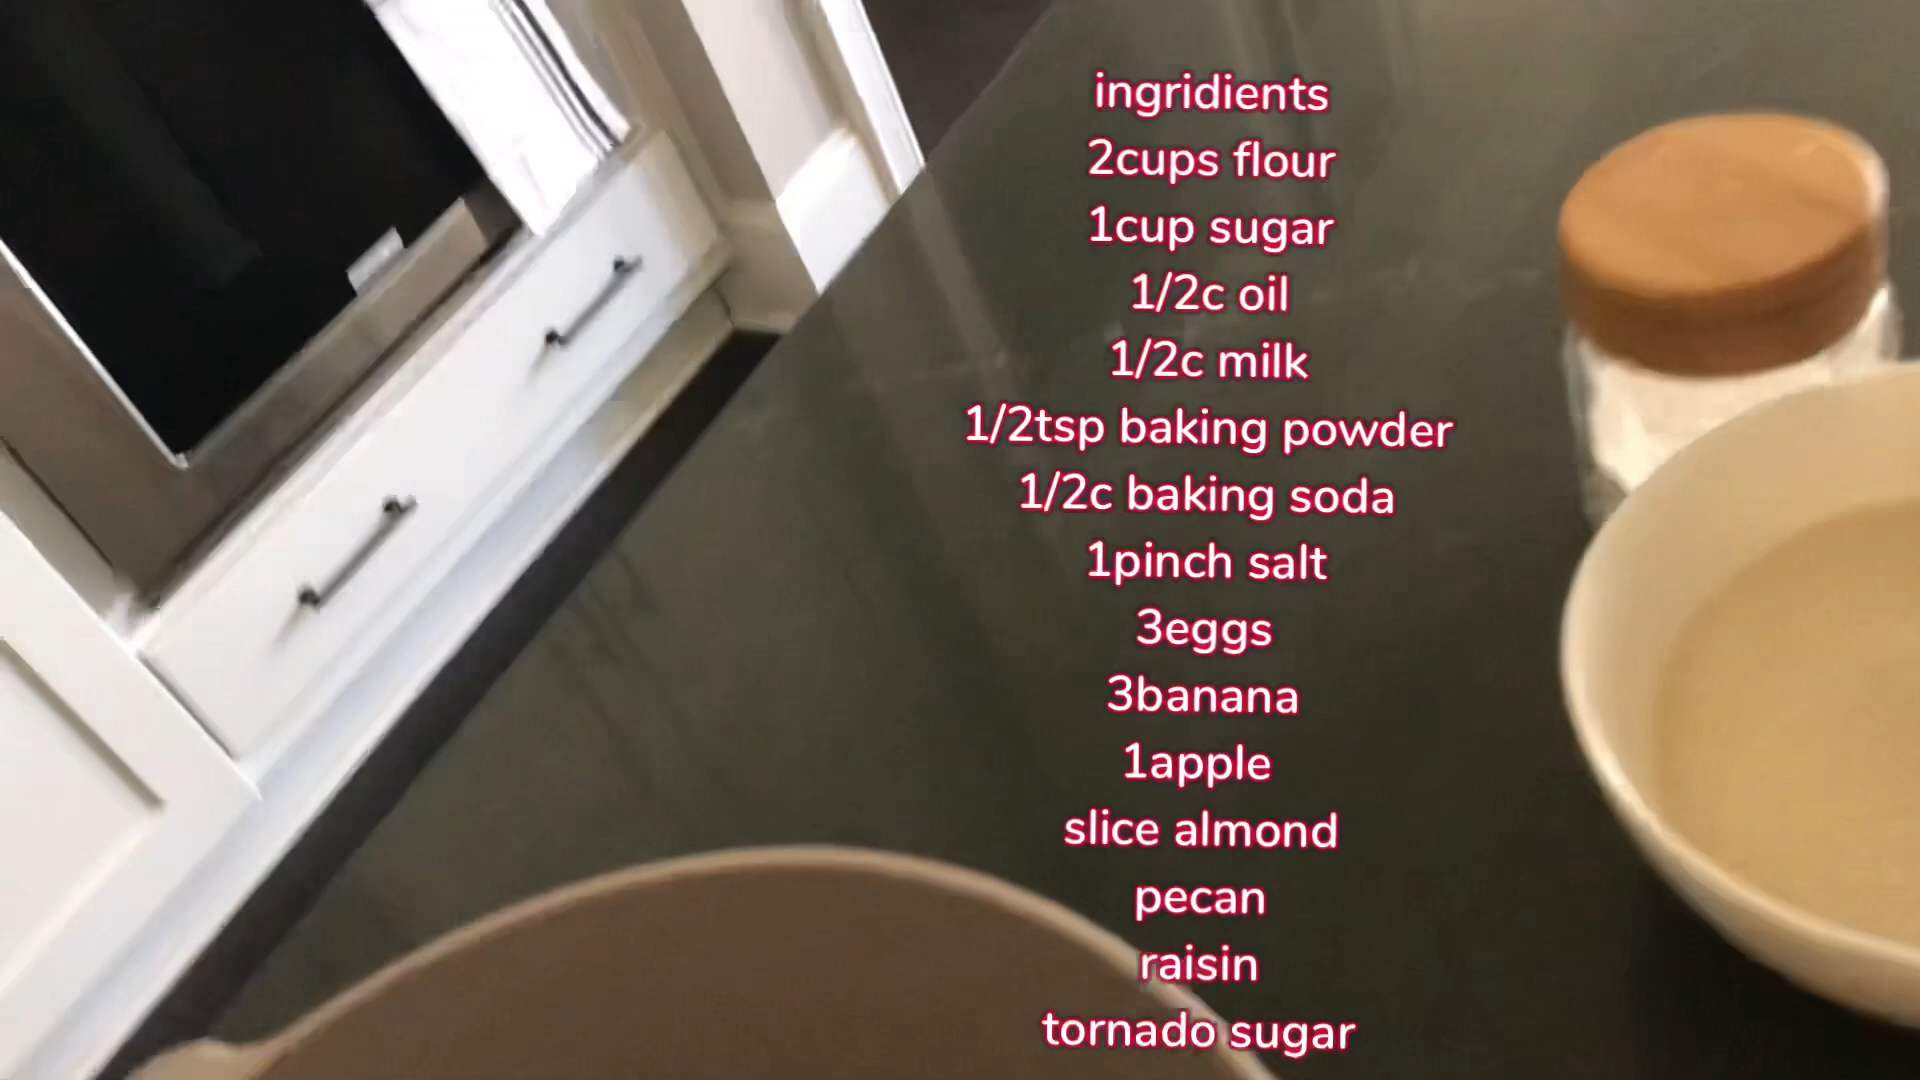 ingridients
2cups flour
1cup sugar
1/2c oil
1/2c milk
1/2tsp baking powder
1/2c baking soda
1pinch salt
3eggs
3banana
1apple
slice almond
pecan
raisin
tornado sugar